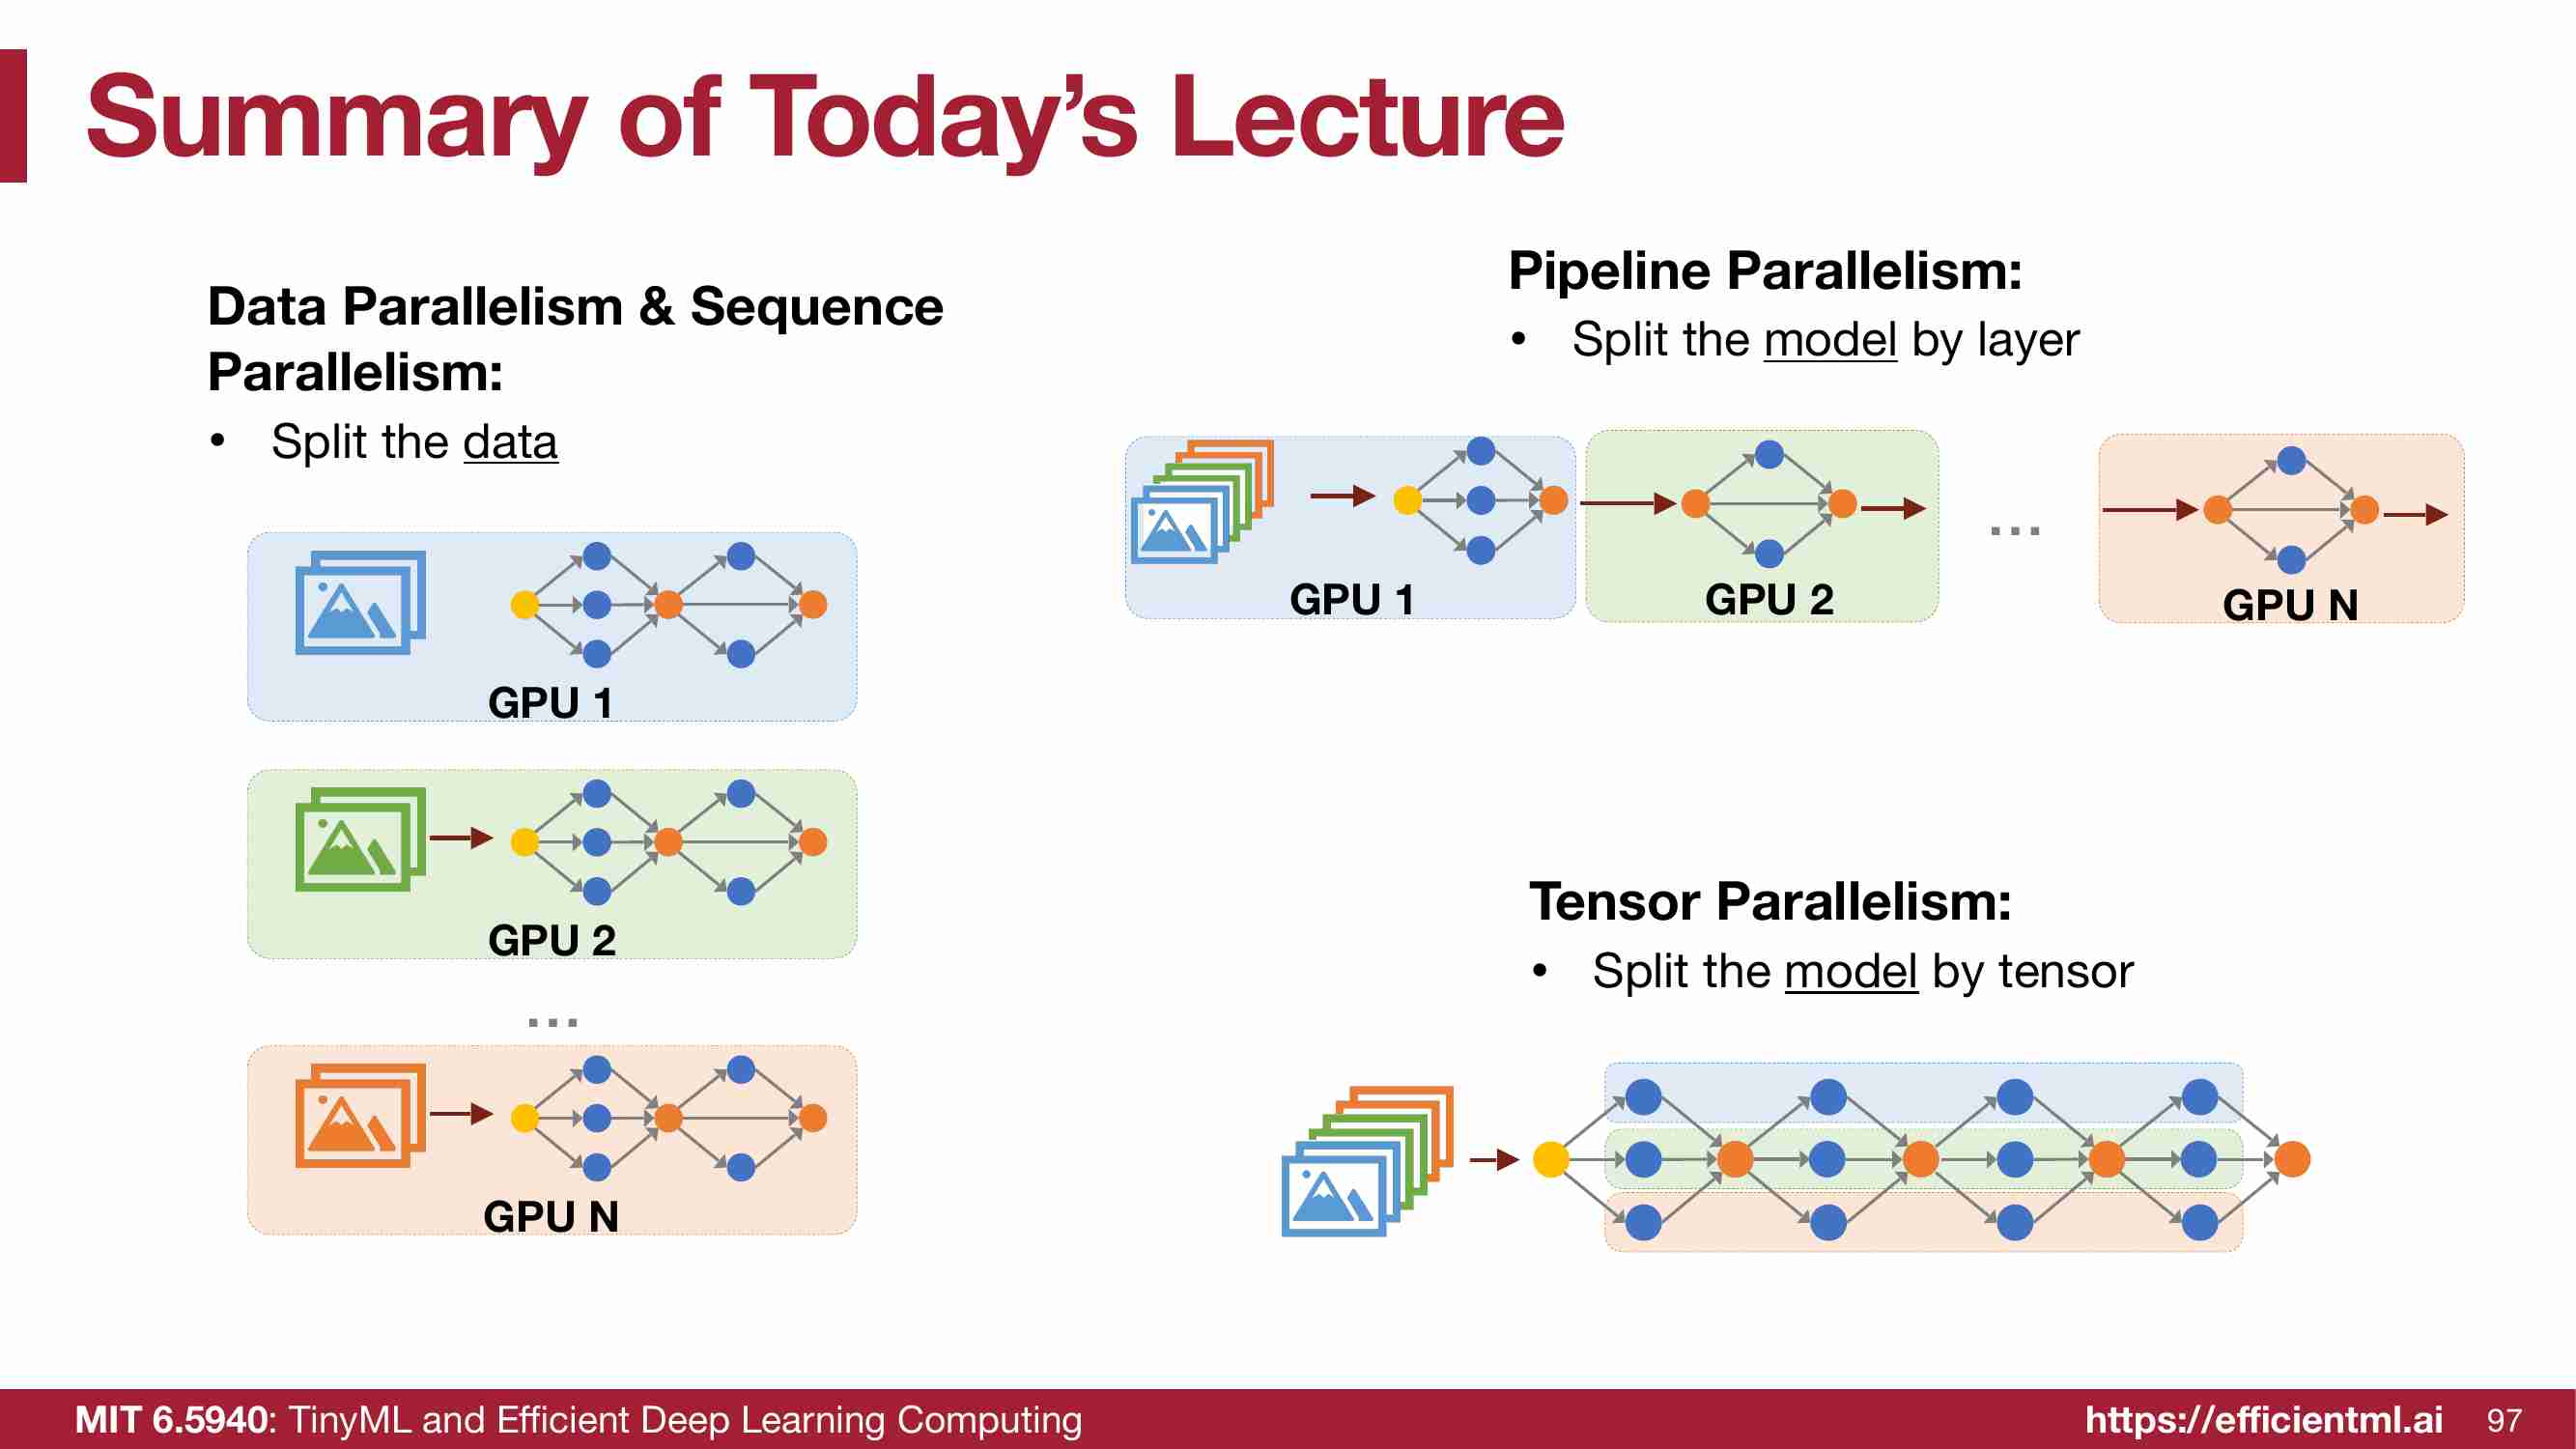 Summary of Today’s Lecture
Data Parallelism & Sequence
Parallelism:
• Split the data
GPU 1
GPU 2
...
GPU N
Pipeline Parallelism:
• Split the model by layer
GPU 1
GPU 2
...
GPU N
Tensor Parallelism:
• Split the model by tensor
MIT 6.5940: TinyML and Efficient Deep Learning Computing
https://efficientml.ai
97